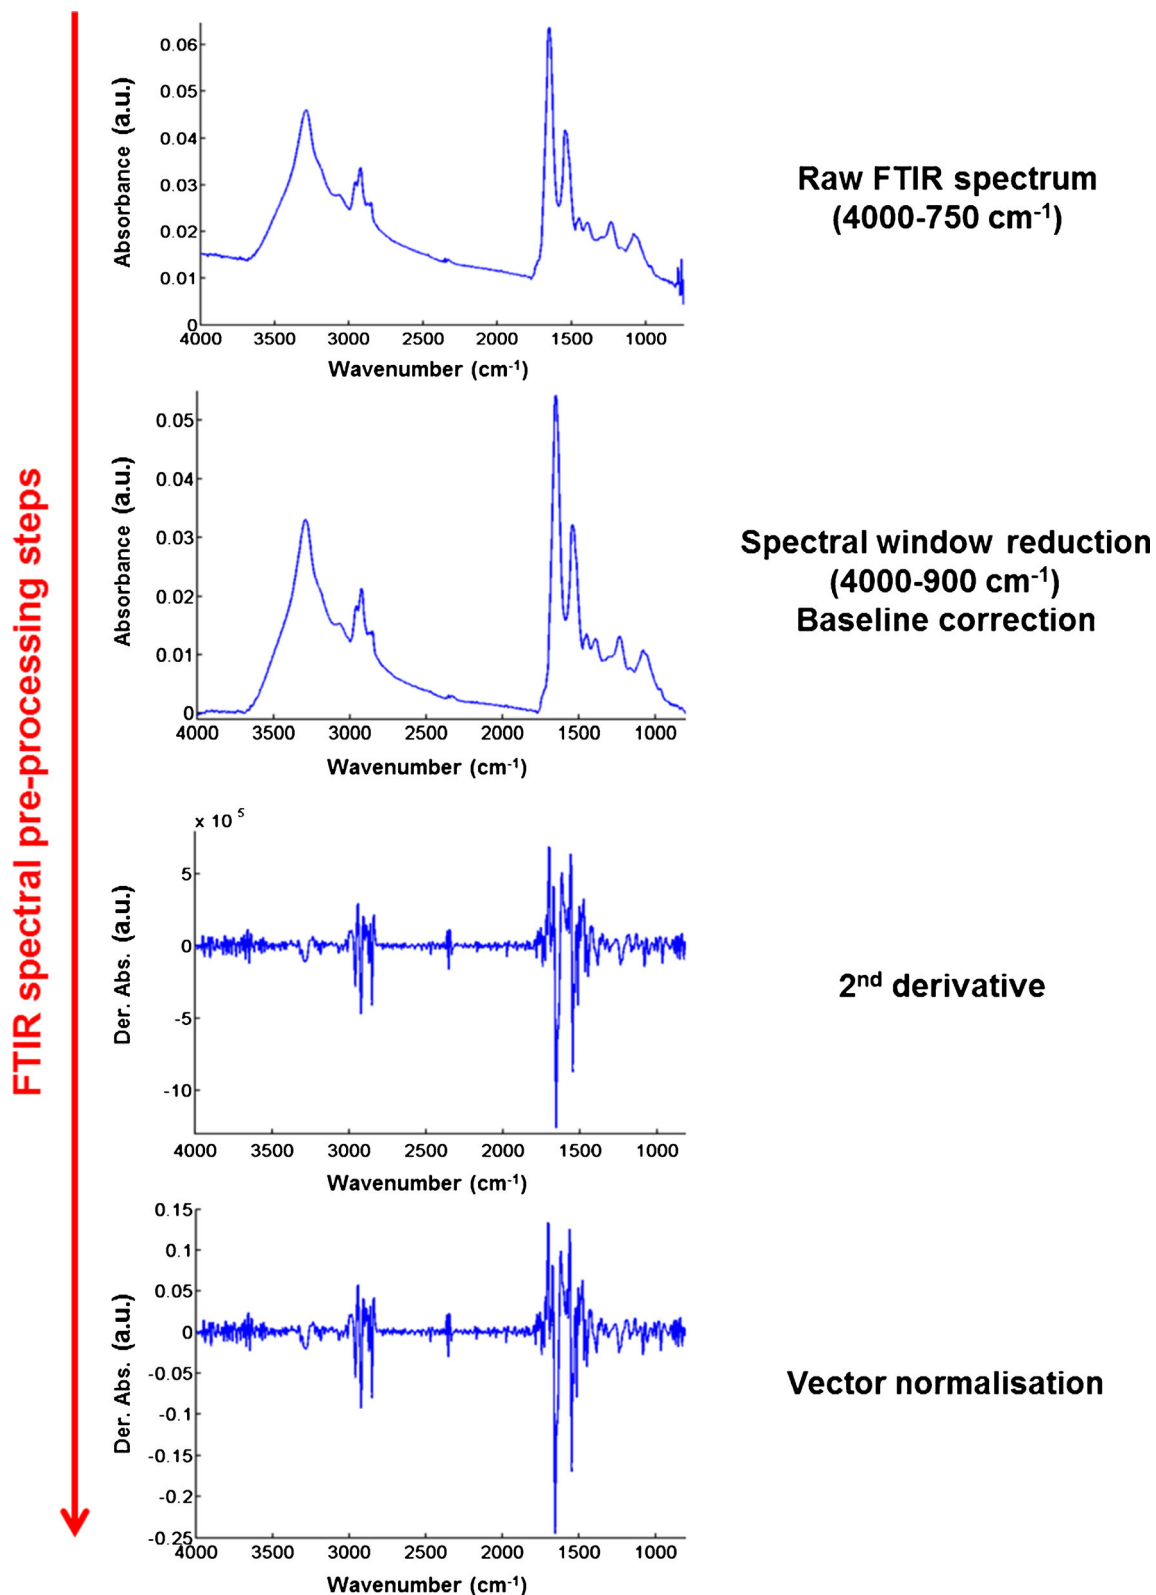 FTIR spectral pre-processing steps
Absorbance (a.u.)
0.06
0.05
0.04
0.03
0.02
0.01
0
4000 3500 3000 2500 2000 1500 1000
Wavenumber (cm-1)
Raw FTIR spectrum
(4000-750 cm-1)
Absorbance (a.u.)
0.05
0.04
0.03
0.02
0.01
0
4000 3500 3000 2500 2000 1500 1000
Wavenumber (cm-1)
Spectral window reduction
(4000-900 cm-1)
Baseline correction
x 10 5
Der. Abs. (a.u.)
5
0
-5
-10
4000 3500 3000 2500 2000 1500 1000
Wavenumber (cm-1)
2nd derivative
Der. Abs. (a.u.)
0.15
0.1
0.05
0
-0.05
-0.1
-0.15
-0.2
-0.25
4000 3500 3000 2500 2000 1500 1000
Wavenumber (cm-1)
Vector normalisation